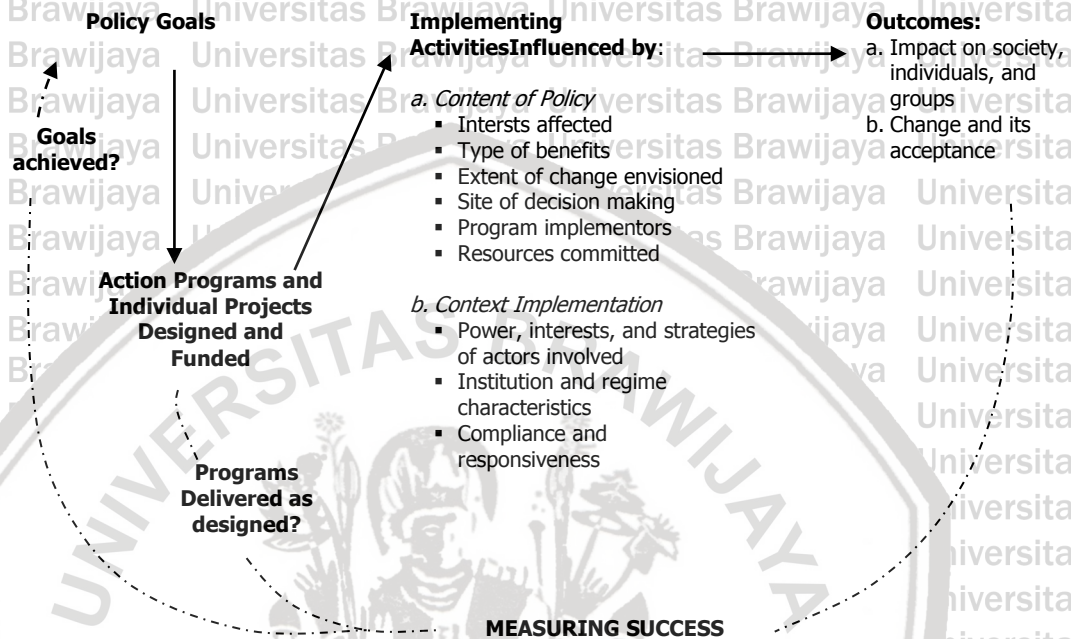 Policy Goals
Goals
achieved?
Action Programs and
Individual Projects
Designed and
Funded
Programs
Delivered as
designed?
Implementing
ActivitiesInfluenced by:
a. Content of Policy
▪ Intersts affected
▪ Type of benefits
▪ Extent of change envisioned
▪ Site of decision making
▪ Program implementors
▪ Resources committed
b. Context Implementation
▪ Power, interests, and strategies
of actors involved
▪ Institution and regime
characteristics
▪ Compliance and
responsiveness
Outcomes:
a. Impact on society,
individuals, and
groups
b. Change and its
acceptance
MEASURING SUCCESS
UNIVERSITAS BRAWIJAYA